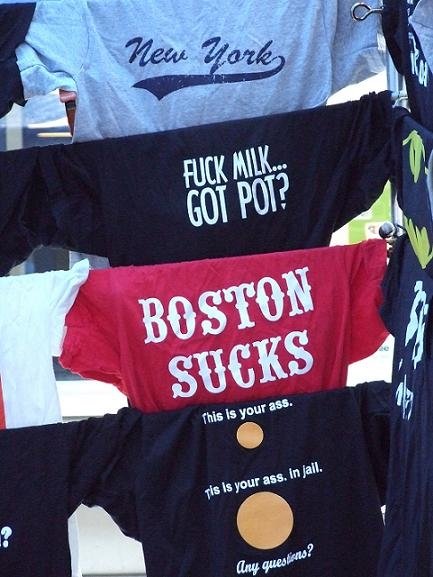 New York
FUCK MILK...
GOT POT?
BOSTON
SUCKS
This is your ass.
This is your ass. in jail.
Any questions?
?